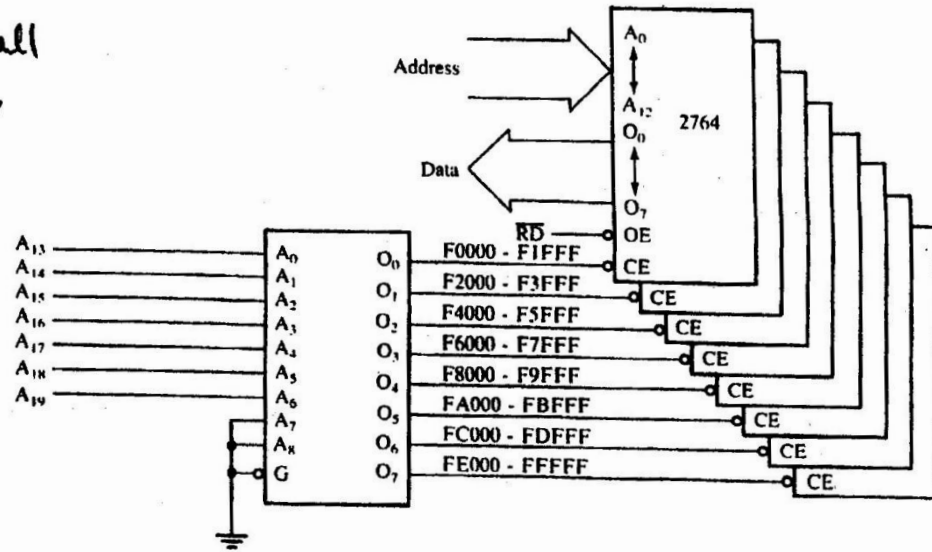 all
Address
Data
A₀
A₁₂
2764
O₀
O₇
R̅D̅
OE
CE
CE
CE
CE
CE
CE
CE
CE
A₁₃
A₁₄
A₁₅
A₁₆
A₁₇
A₁₈
A₁₉
A₀
A₁
A₂
A₃
A₄
A₅
A₆
A₇
A₈
G
O₀
O₁
O₂
O₃
O₄
O₅
O₆
O₇
F0000 - F1FFF
F2000 - F3FFF
F4000 - F5FFF
F6000 - F7FFF
F8000 - F9FFF
FA000 - FBFFF
FC000 - FDFFF
FE000 - FFFFF